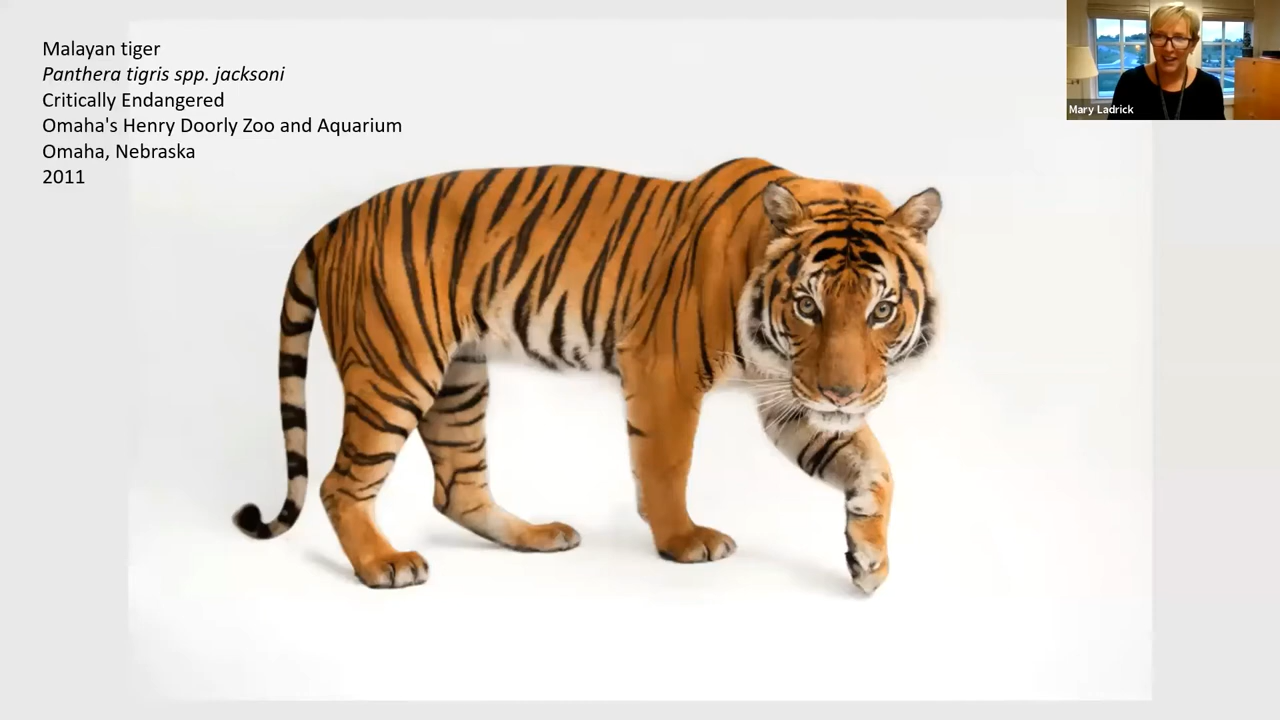 Malayan tiger
Panthera tigris spp. jacksoni
Critically Endangered
Omaha's Henry Doorly Zoo and Aquarium
Omaha, Nebraska
2011
Mary Ladrick